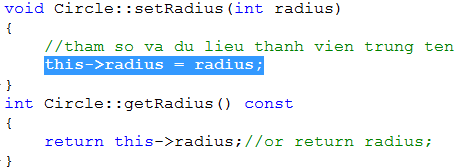 void Circle::setRadius(int radius)
{
//tham so va du lieu thanh vien trung ten
this->radius = radius;
}
int Circle::getRadius() const
{
return this->radius;//or return radius;
}